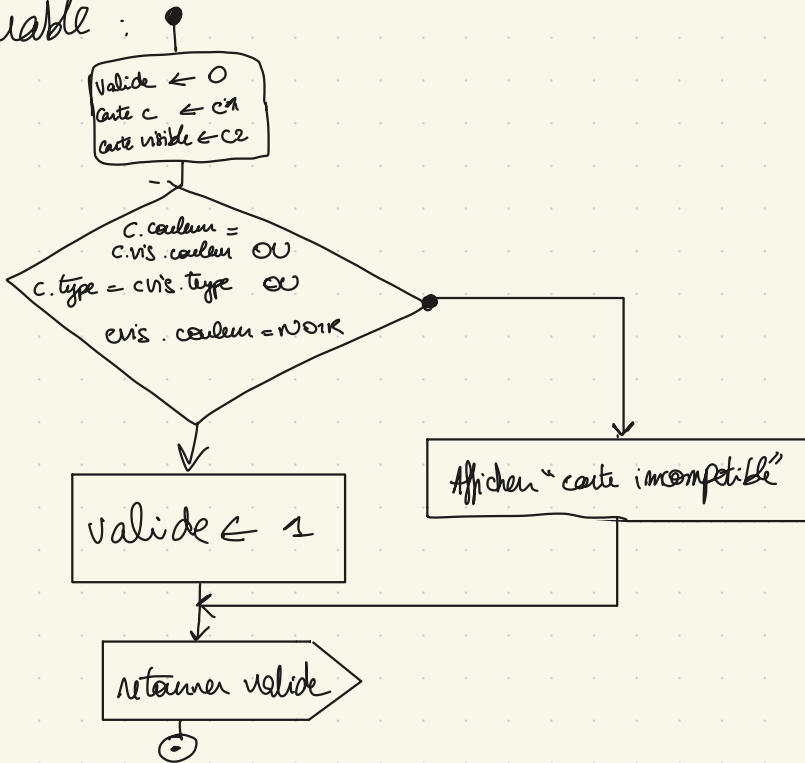 uable :
valide ← 0
carte c ← c1
carte visible ← C2
C.couleur =
C.vis.couleur OU
C.type = cvis.type OU
cvis.couleur = NOIR
valide ← 1
Afficher "carte incompatible"
retourner valide